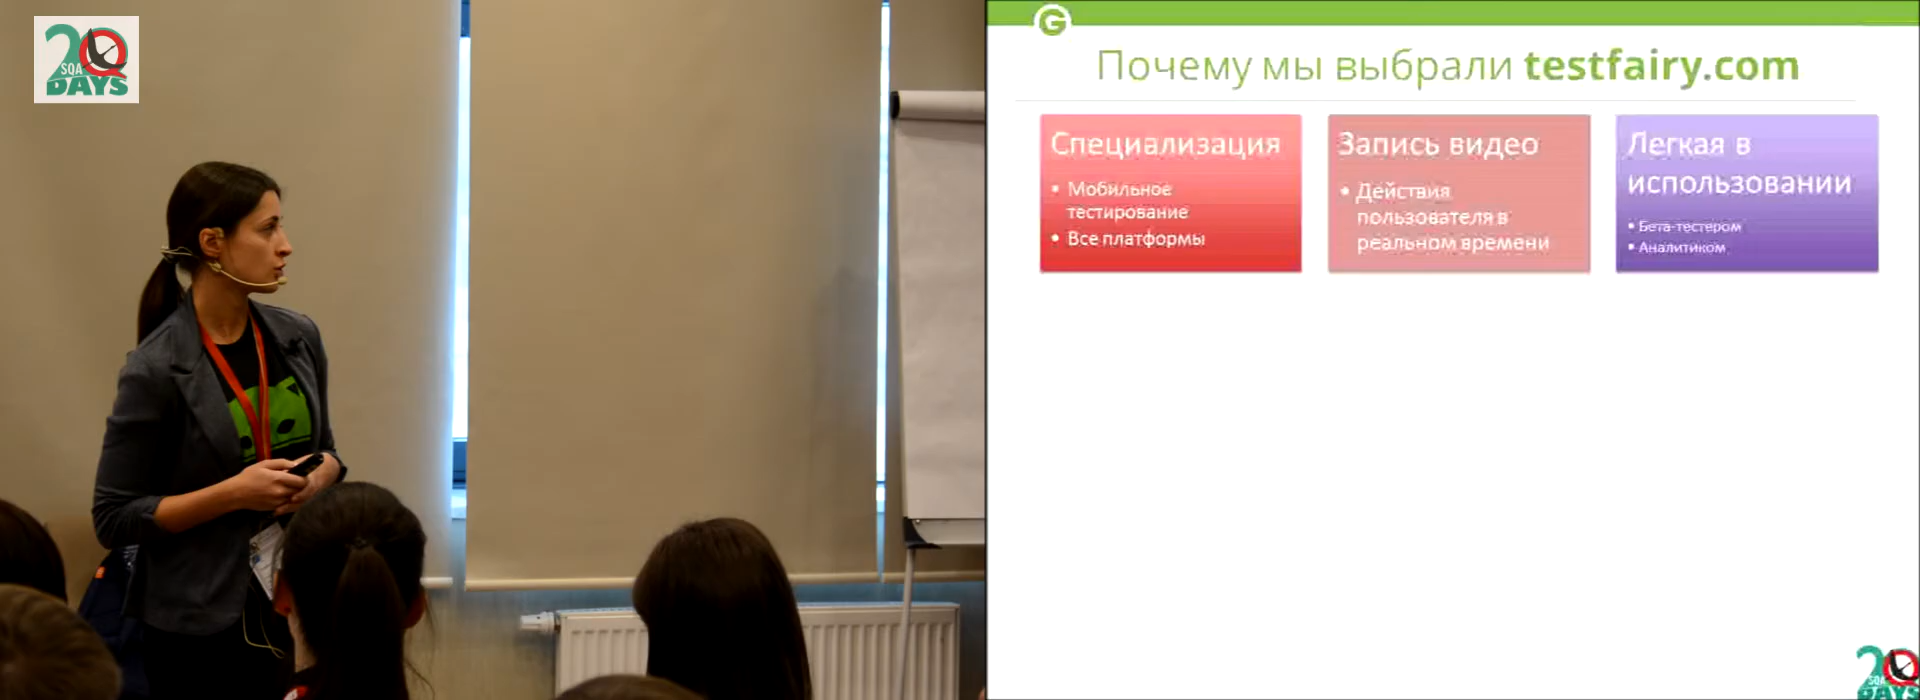 20
SQA
DAYS
G
Почему мы выбрали testfairy.com
Специализация
• Мобильное
тестирование
• Все платформы
Запись видео
• Действия
пользователя в
реальном времени
Легкая в
использовании
• Бета-тестером
• Аналитиком
20
SQA
DAYS